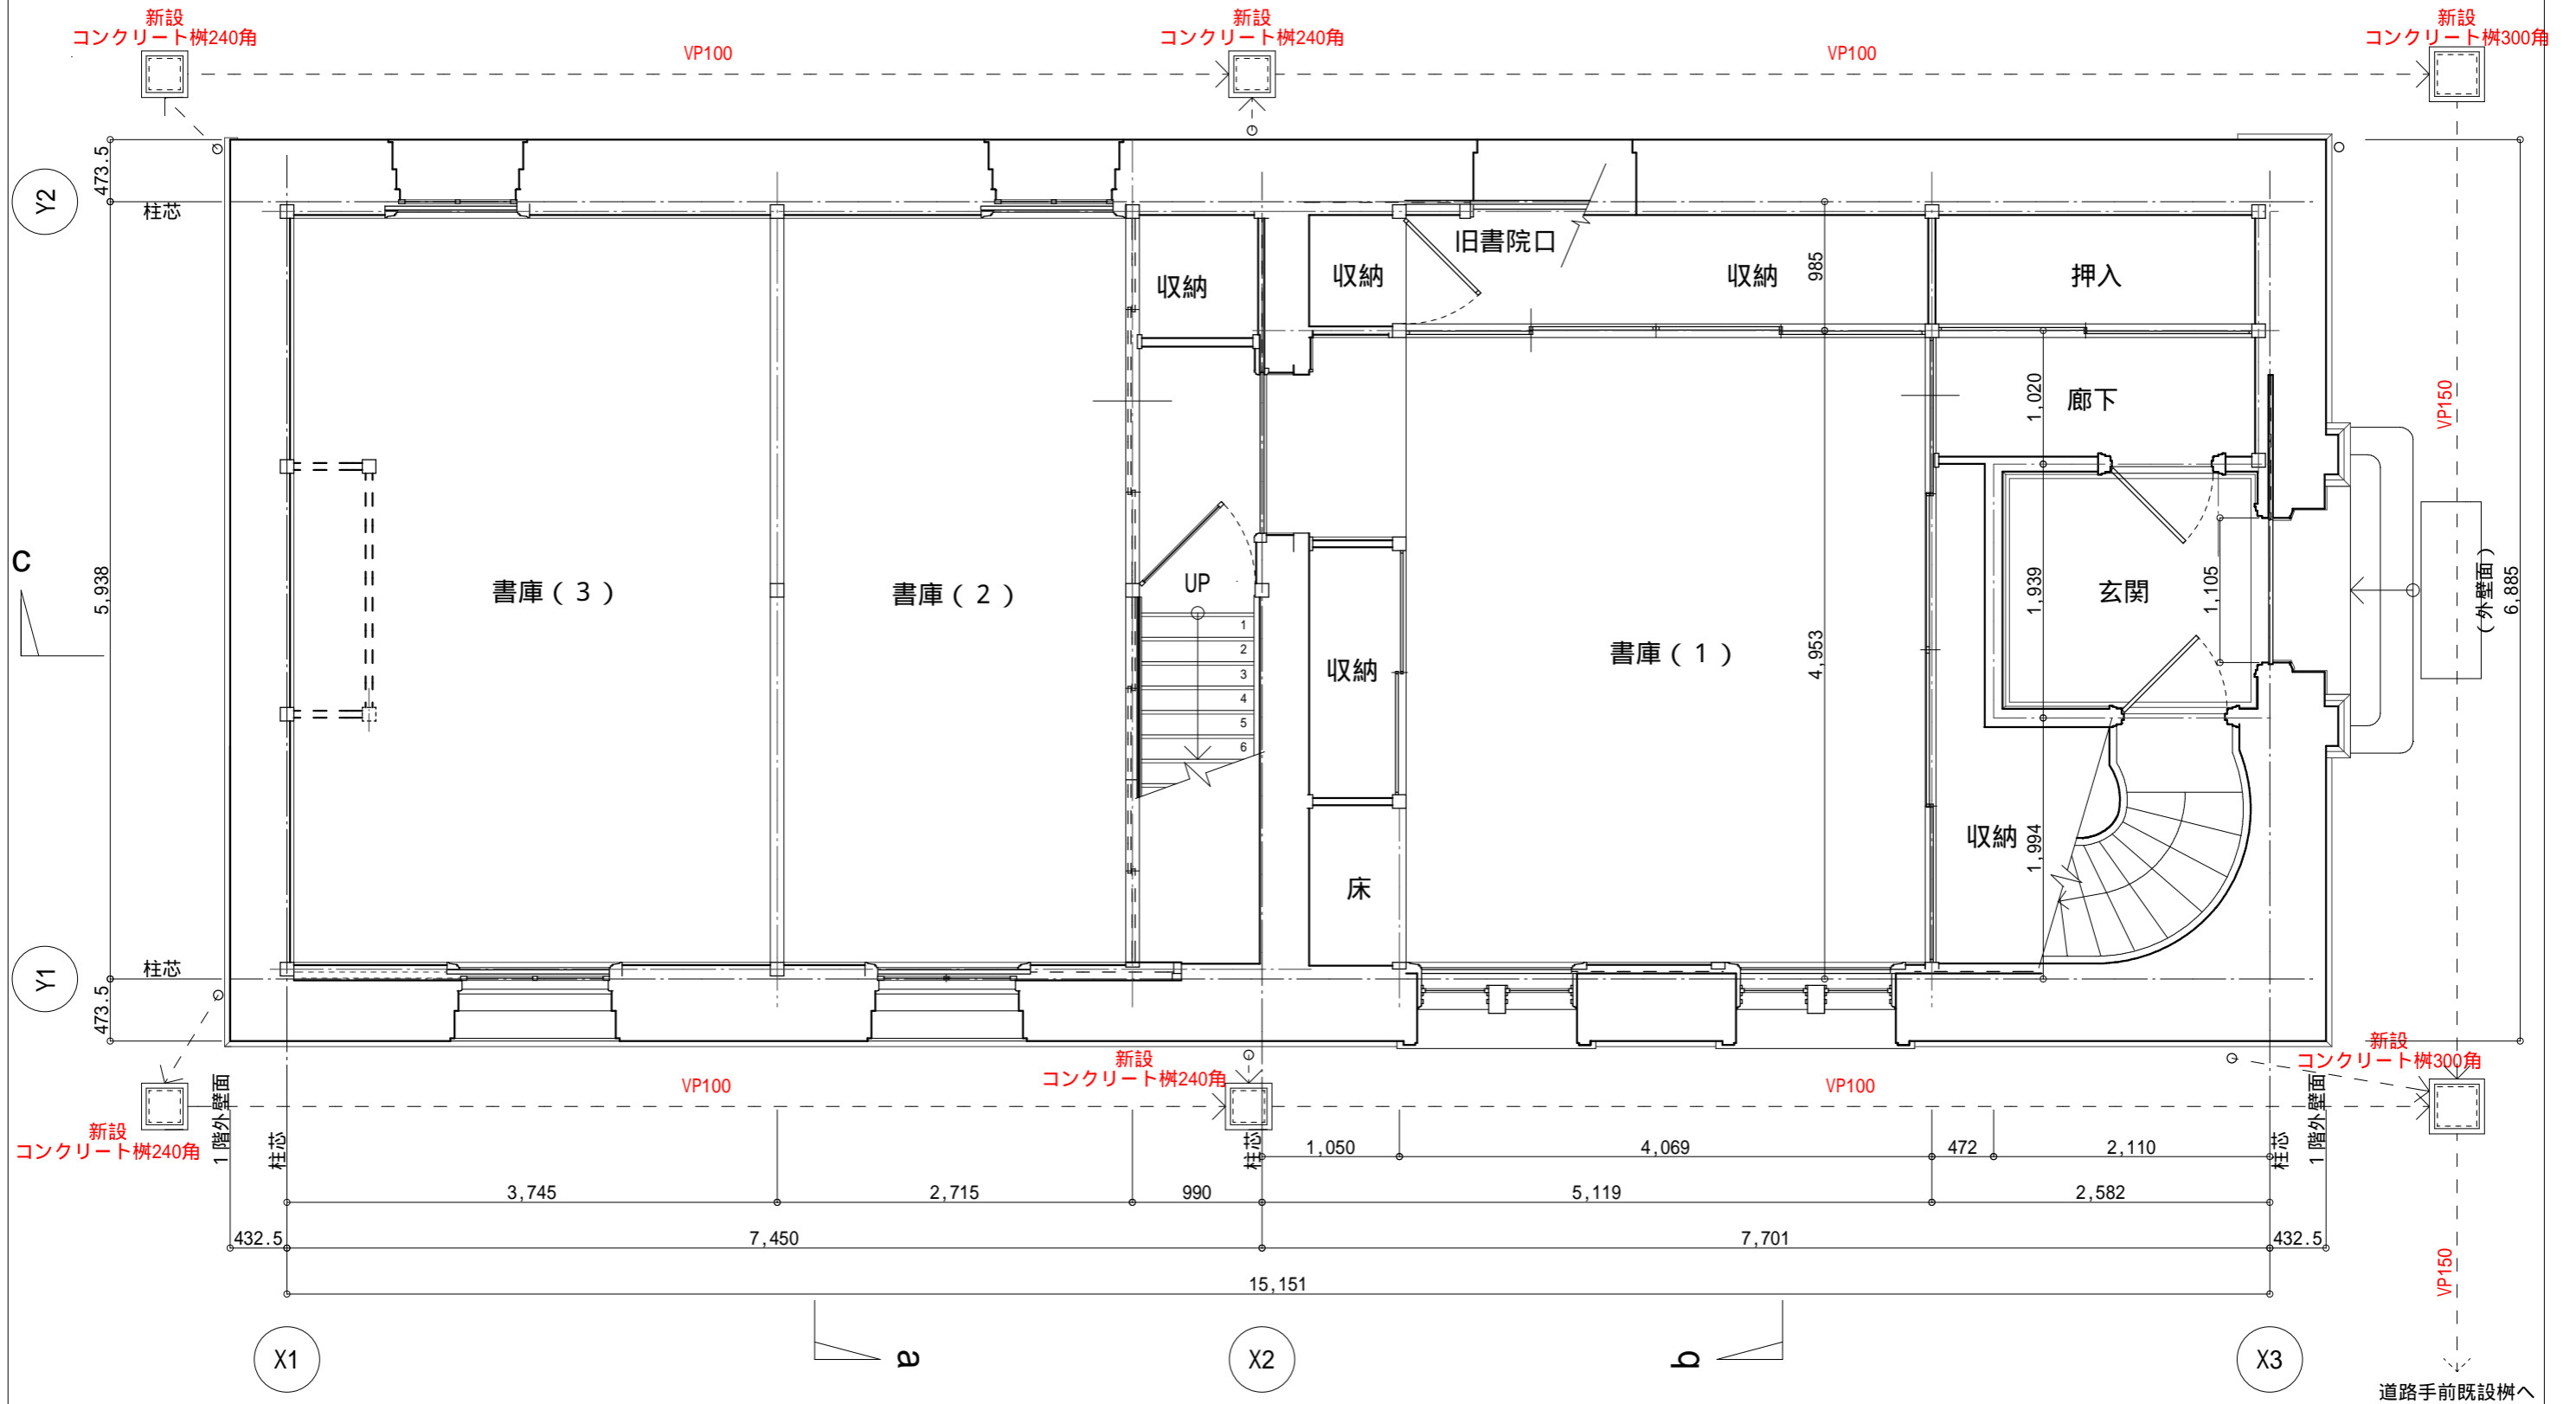 新設
コンクリート桝240角
新設
コンクリート桝240角
新設
コンクリート桝300角
VP100
VP100
473.5
Y2
柱芯
旧書院口
収納
収納
収納
985
押入
1,020
廊下
VP150
C
5,938
書庫（３）
書庫（２）
UP
1
2
3
4
5
6
収納
書庫（１）
4,953
1,939
1,105
玄関
(外壁面)
6,885
収納
1,994
床
Y1
柱芯
473.5
新設
コンクリート桝240角
新設
コンクリート桝240角
新設
コンクリート桝300角
VP100
VP100
1階外壁面
柱芯
柱芯
柱芯
1階外壁面
1,050
4,069
472
2,110
3,745
2,715
990
5,119
2,582
432.5
7,450
7,701
432.5
15,151
VP150
a
b
X1
X2
X3
道路手前既設桝へ